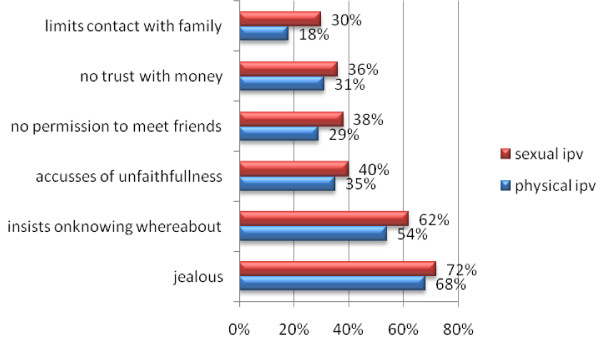 limits contact with family
30%
18%
no trust with money
36%
31%
no permission to meet friends
38%
29%
accusses of unfaithfullness
40%
35%
insists onknowing whereabout
62%
54%
jealous
72%
68%
0% 20% 40% 60% 80%
sexual ipv
physical ipv